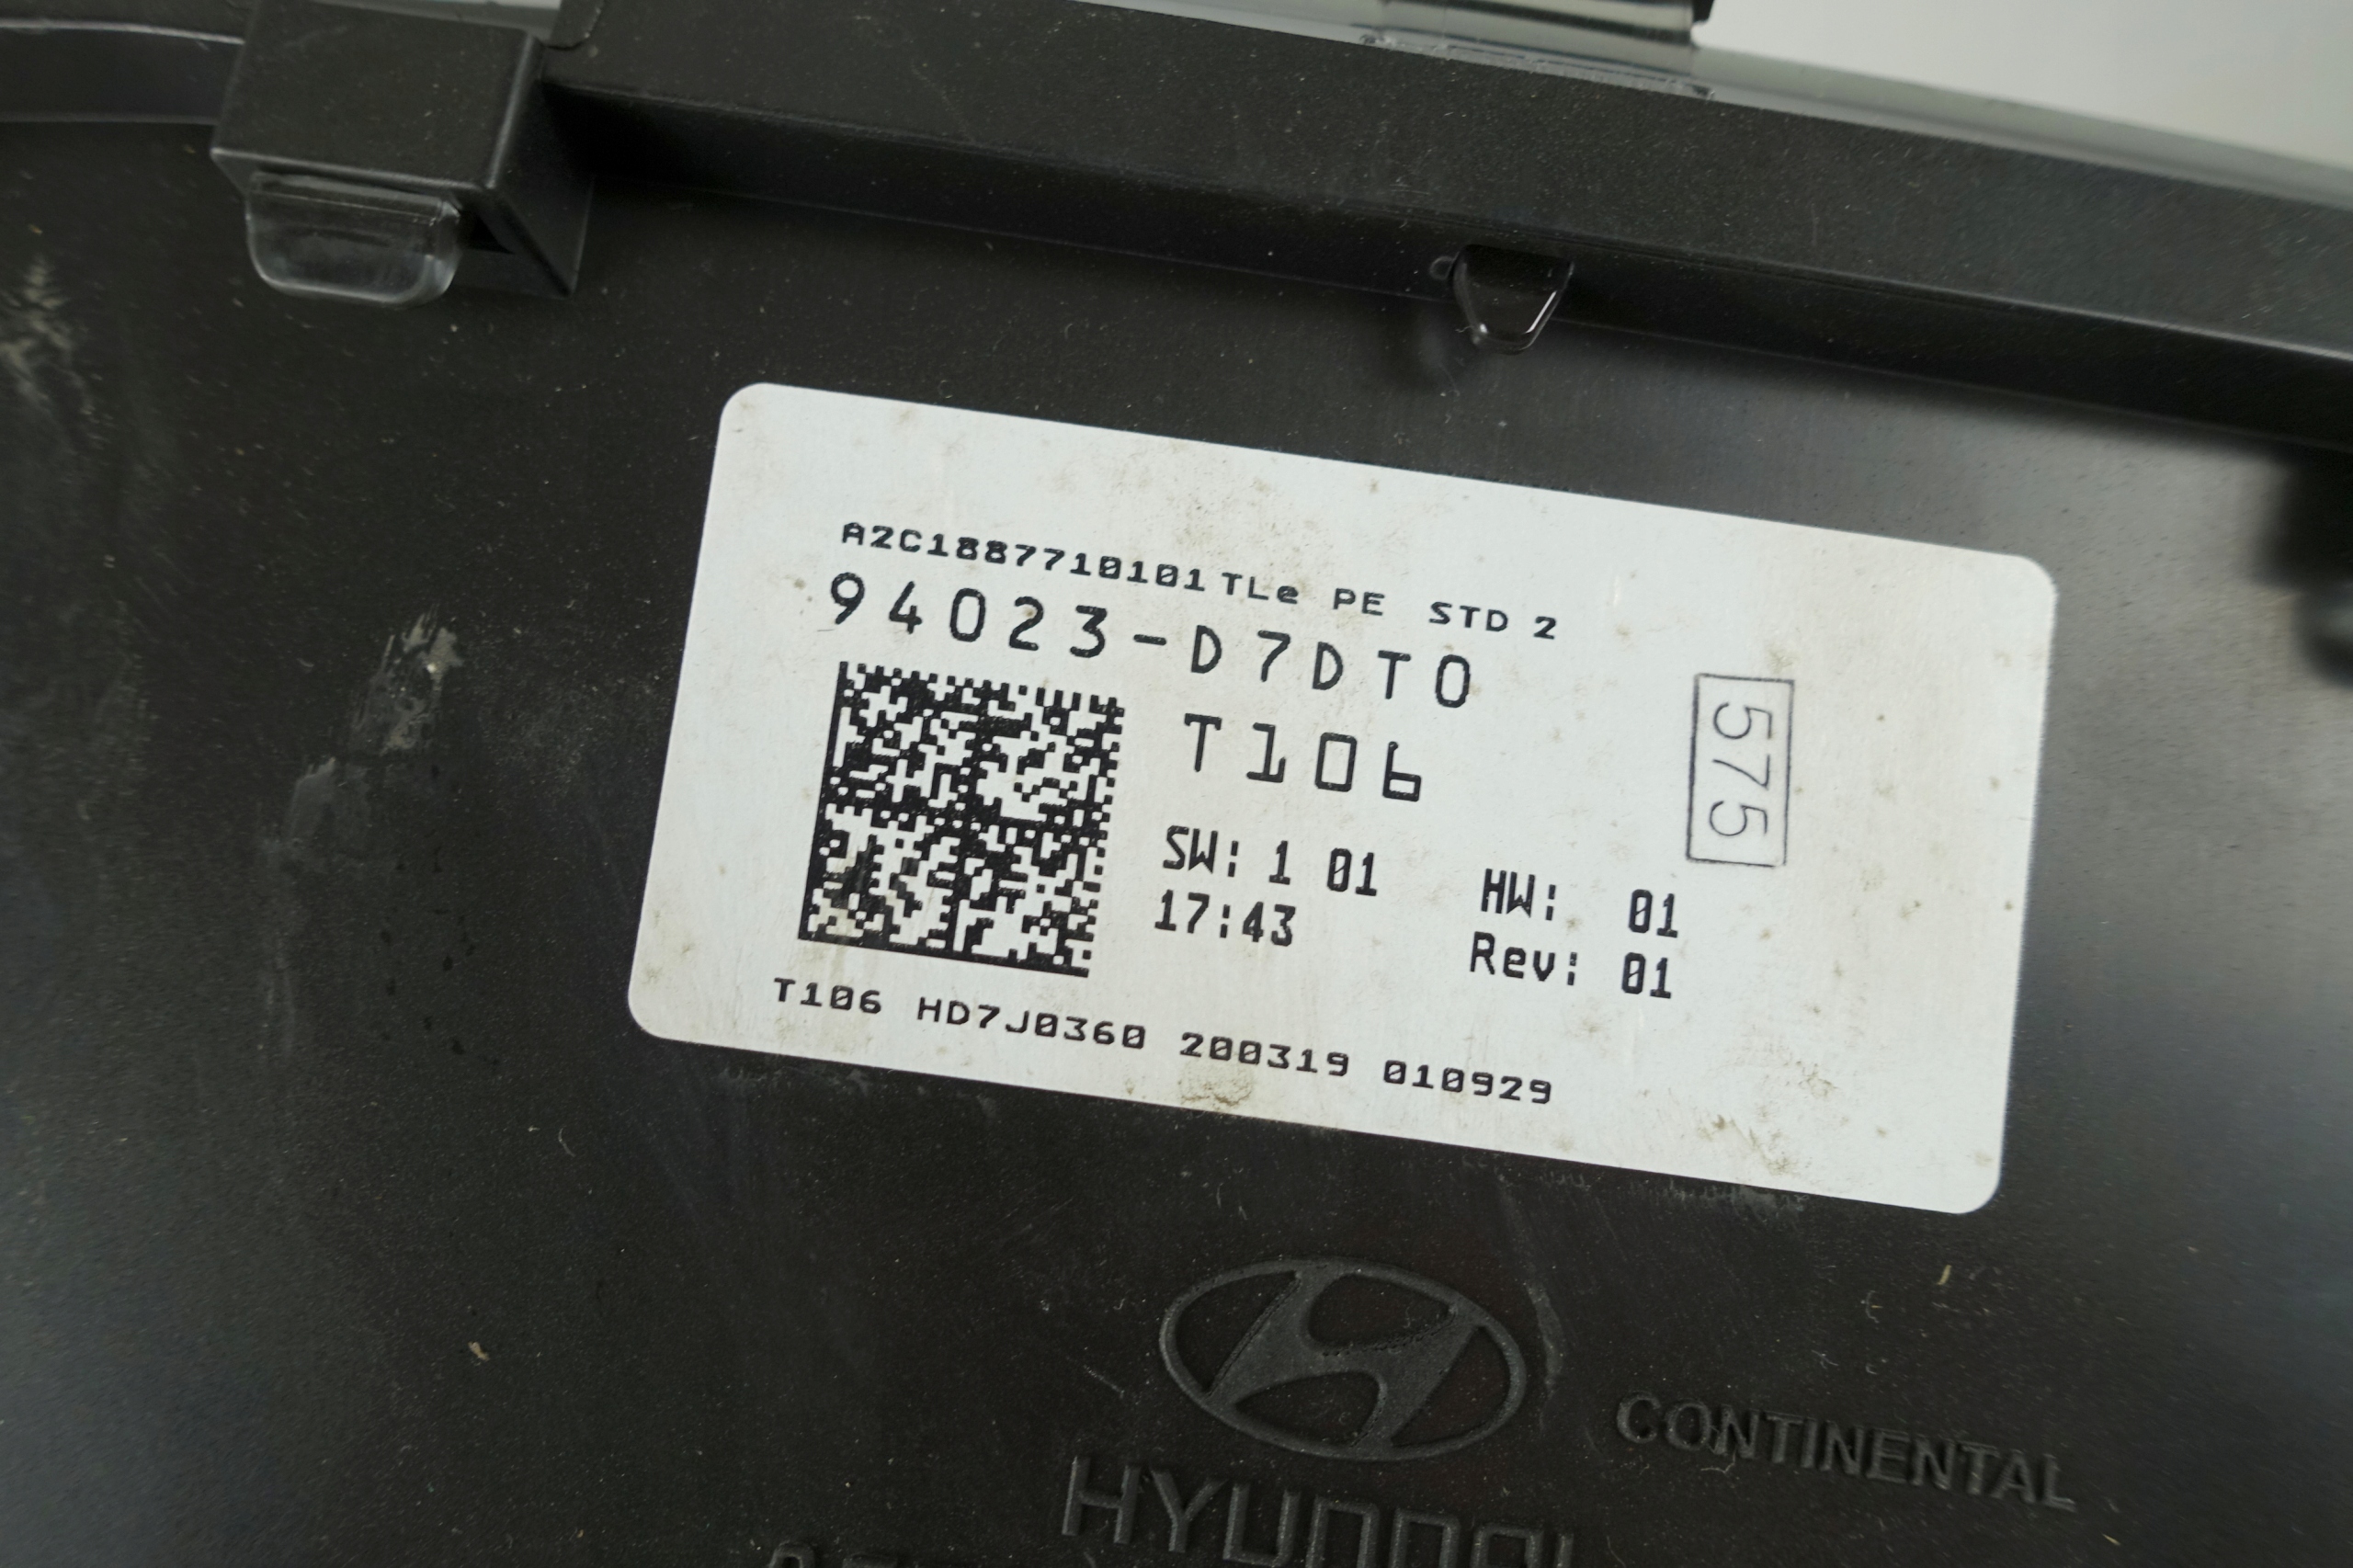 A2C1887710101 TLe PE STD 2
94023-D7DT0
T106
575
SW: 1 01 HW: 01
17:43 Rev: 01
T106 HD7J0360 200319 010929
CONTINENTAL
HYUNDAI